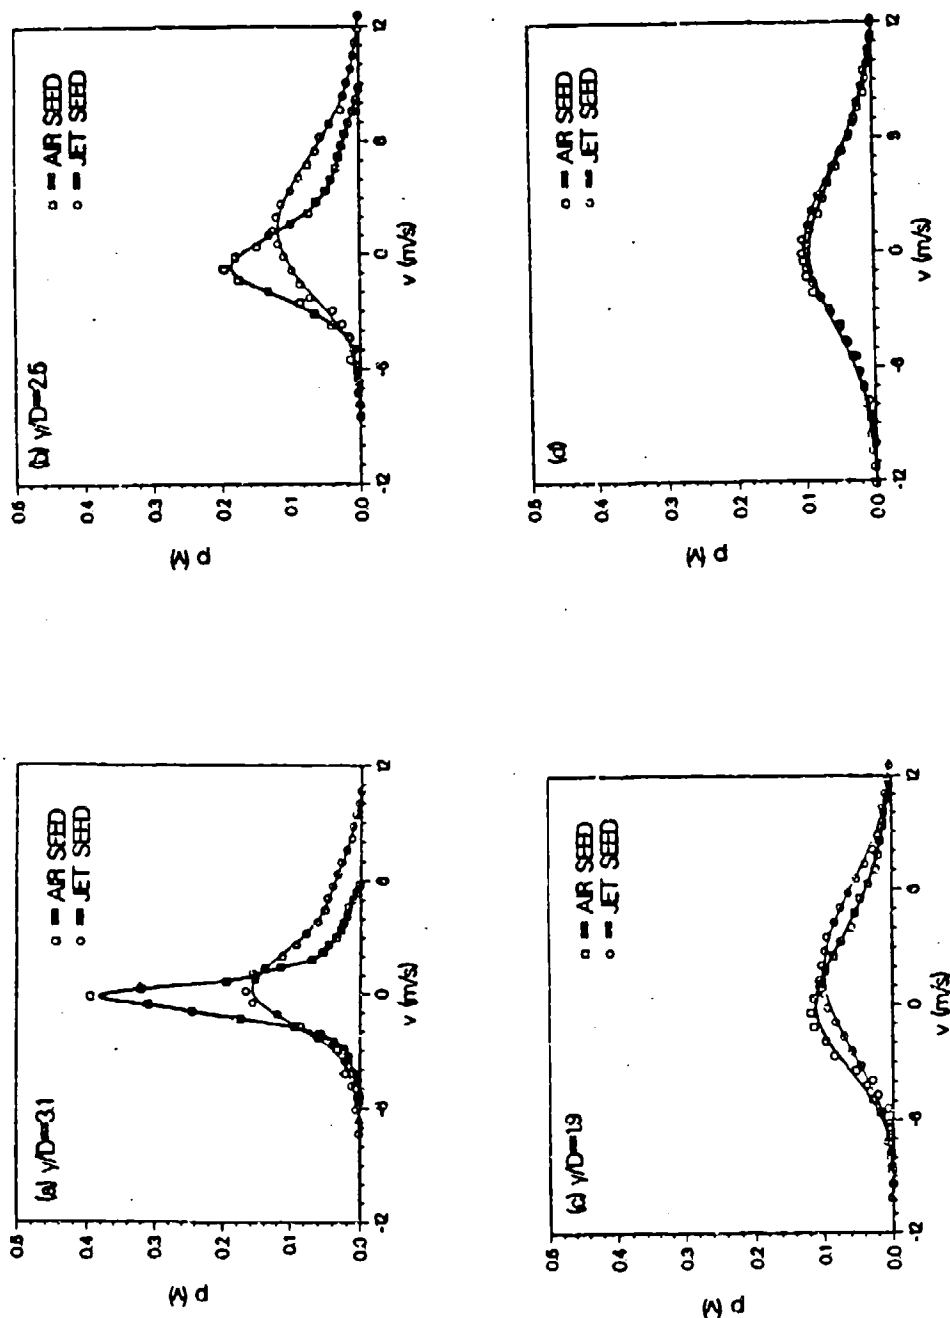 (a) y/D=3.1
□ = AIR SEED
○ = JET SEED
0.5
0.4
0.3
0.2
0.1
0.0
p (v)
-12
-6
0
6
12
v (m/s)
(b) y/D=2.5
□ = AIR SEED
○ = JET SEED
0.5
0.4
0.3
0.2
0.1
0.0
p (v)
-12
-6
0
6
12
v (m/s)
(c) y/D=1.9
□ = AIR SEED
○ = JET SEED
0.5
0.4
0.3
0.2
0.1
0.0
p (v)
-12
-6
0
6
12
v (m/s)
(d)
□ = AIR SEED
○ = JET SEED
0.5
0.4
0.3
0.2
0.1
0.0
p (v)
-12
-6
0
6
12
v (m/s)